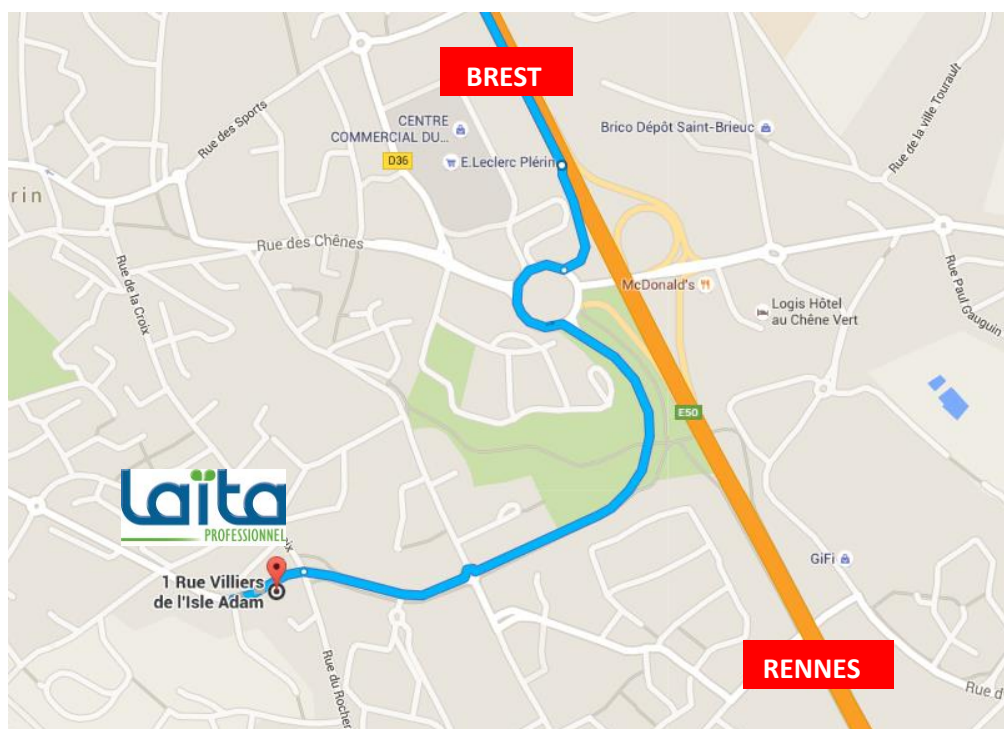 BREST
CENTRE
COMMERCIAL DU...
Brico Dépôt Saint-Brieuc
Rue de la ville Tourault
Rue des Sports
D36
E.Leclerc Plérin
rin
Rue des Chênes
Rue de la Croix
McDonald's
Rue Paul Gauguin
Logis Hôtel
au Chêne Vert
E50
Laïta
PROFESSIONNEL
oix
GiFi
1 Rue Villiers
de l'Isle Adam
RENNES
Rue du Rocher
Rue d